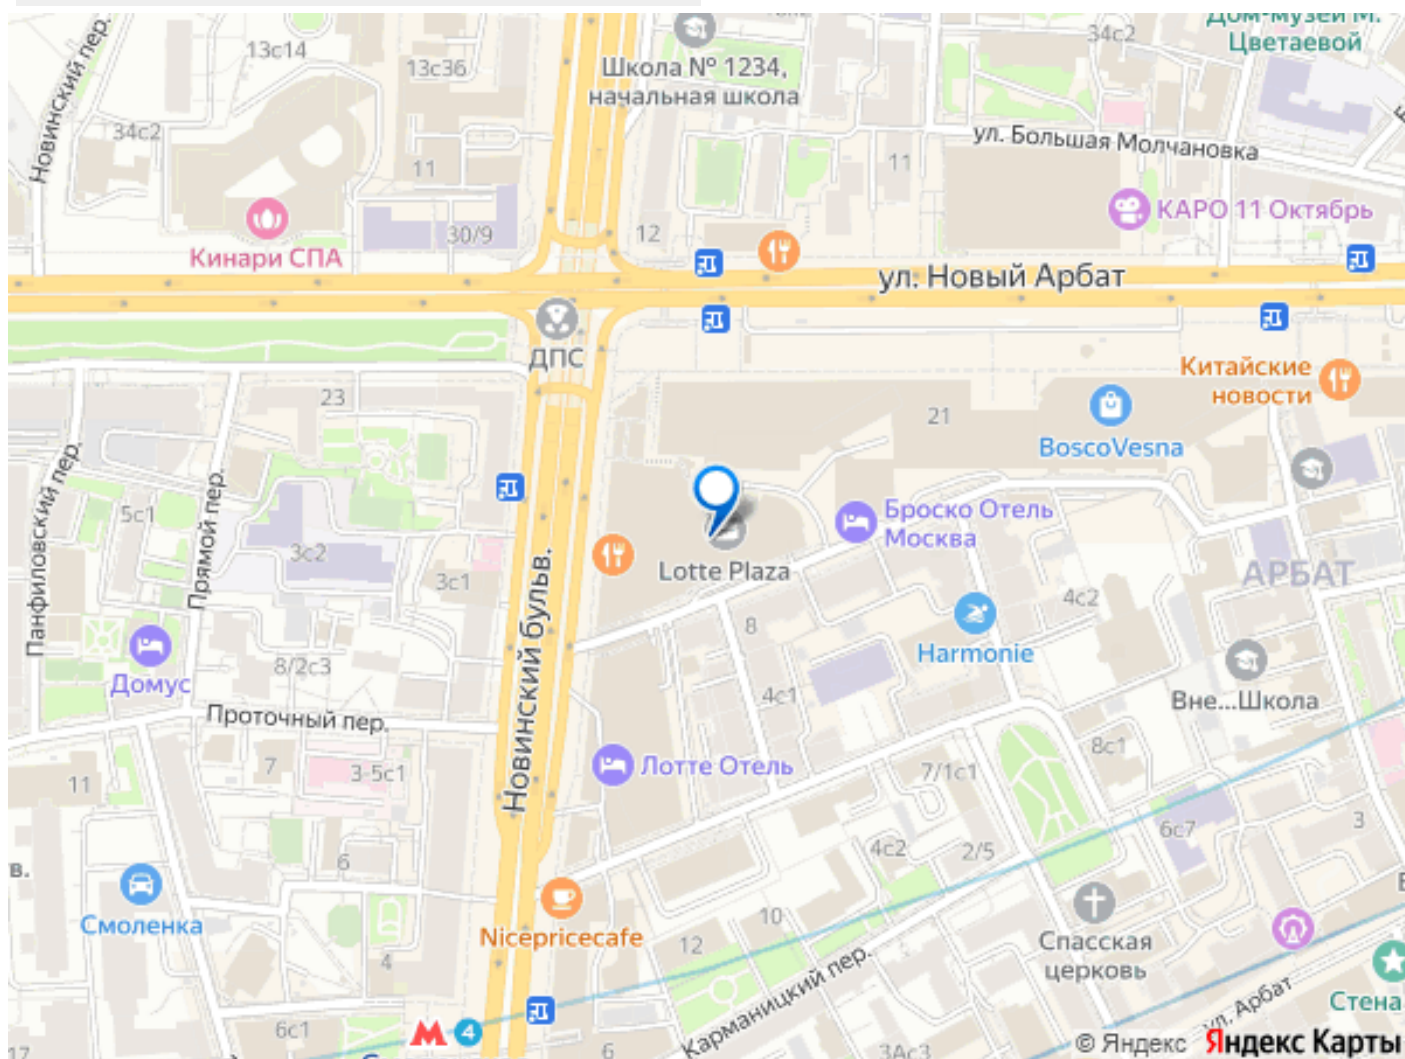 Новинский пер.
13с14
13с36
Школа № 1234,
начальная школа
34с2
Дом-музей М.
Цветаевой
34с2
11
ул. Большая Молчановка
11
КАРО 11 Октябрь
30/9
12
Кинари СПА
ул. Новый Арбат
ДПС
Китайские
новости
23
21
BoscoVesna
Панфиловский пер.
Прямой пер.
5с1
3с2
3с1
Броско Отель
Москва
Lotte Plaza
АРБАТ
4с2
8
Harmonie
Новинский бульв.
8/2с3
Домус
4с1
Вне...Школа
Проточный пер.
8с1
7
3-5с1
11
Лотте Отель
7/1с1
6с7
3
6
4с2
2/5
в.
Смоленка
Nicepricecafe
10
12
Спасская
церковь
4
Карманицкий пер.
ул. Арбат
Стена
6с1
М
4
6
3Ас3
17
© Яндекс Яндекс Карты